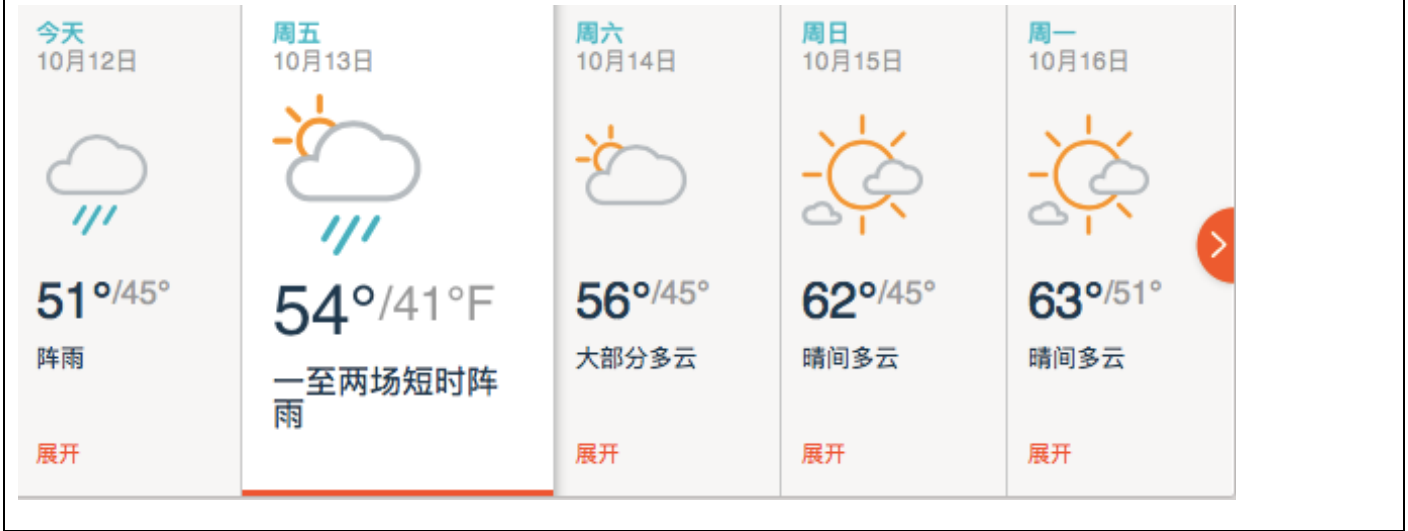 今天
10月12日
51°/45°
阵雨
展开
周五
10月13日
54°/41°F
一至两场短时阵
雨
周六
10月14日
56°/45°
大部分多云
展开
周日
10月15日
62°/45°
晴间多云
展开
周一
10月16日
63°/51°
晴间多云
展开